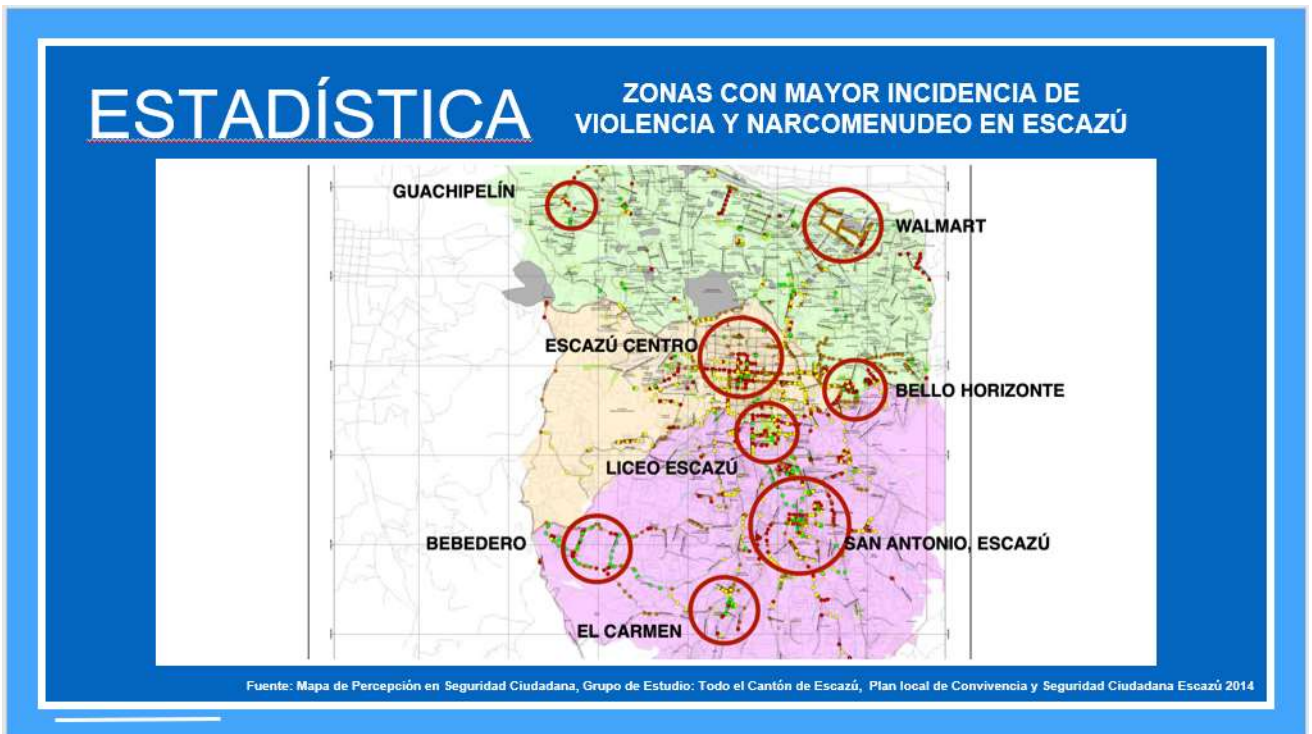 ESTADÍSTICA
ZONAS CON MAYOR INCIDENCIA DE
VIOLENCIA Y NARCOMENUDEO EN ESCAZÚ
GUACHIPELÍN
WALMART
ESCAZÚ CENTRO
BELLO HORIZONTE
LICEO ESCAZÚ
BEBEDERO
SAN ANTONIO, ESCAZÚ
EL CARMEN
Fuente: Mapa de Percepción en Seguridad Ciudadana, Grupo de Estudio: Todo el Cantón de Escazú, Plan local de Convivencia y Seguridad Ciudadana Escazú 2014